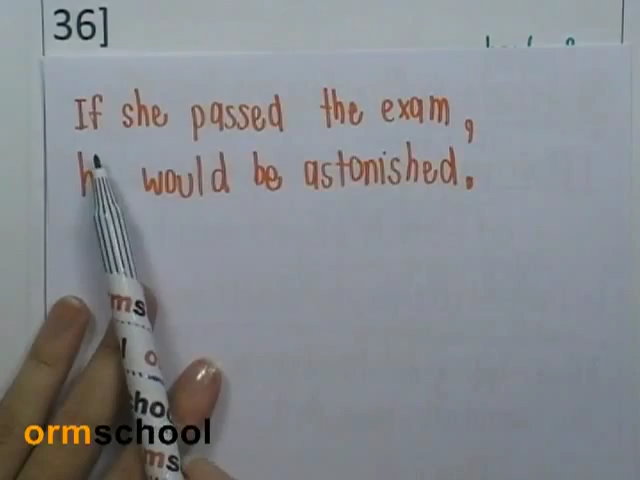 36]
If she passed the exam,
would be astonished.
ormschool